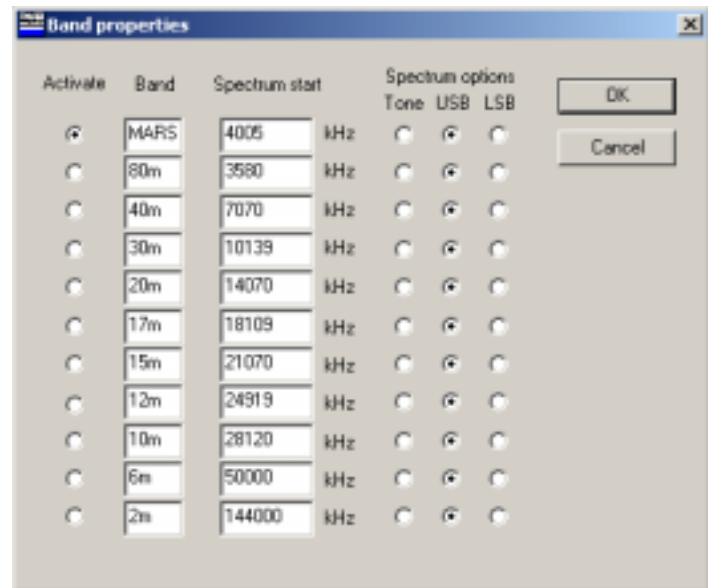 Band properties
Activate Band Spectrum start Spectrum options
Tone USB LSB
OK
MARS 4005 kHz
Cancel
80m 3580 kHz
40m 7070 kHz
30m 10139 kHz
20m 14070 kHz
17m 18109 kHz
15m 21070 kHz
12m 24919 kHz
10m 28120 kHz
6m 50000 kHz
2m 144000 kHz